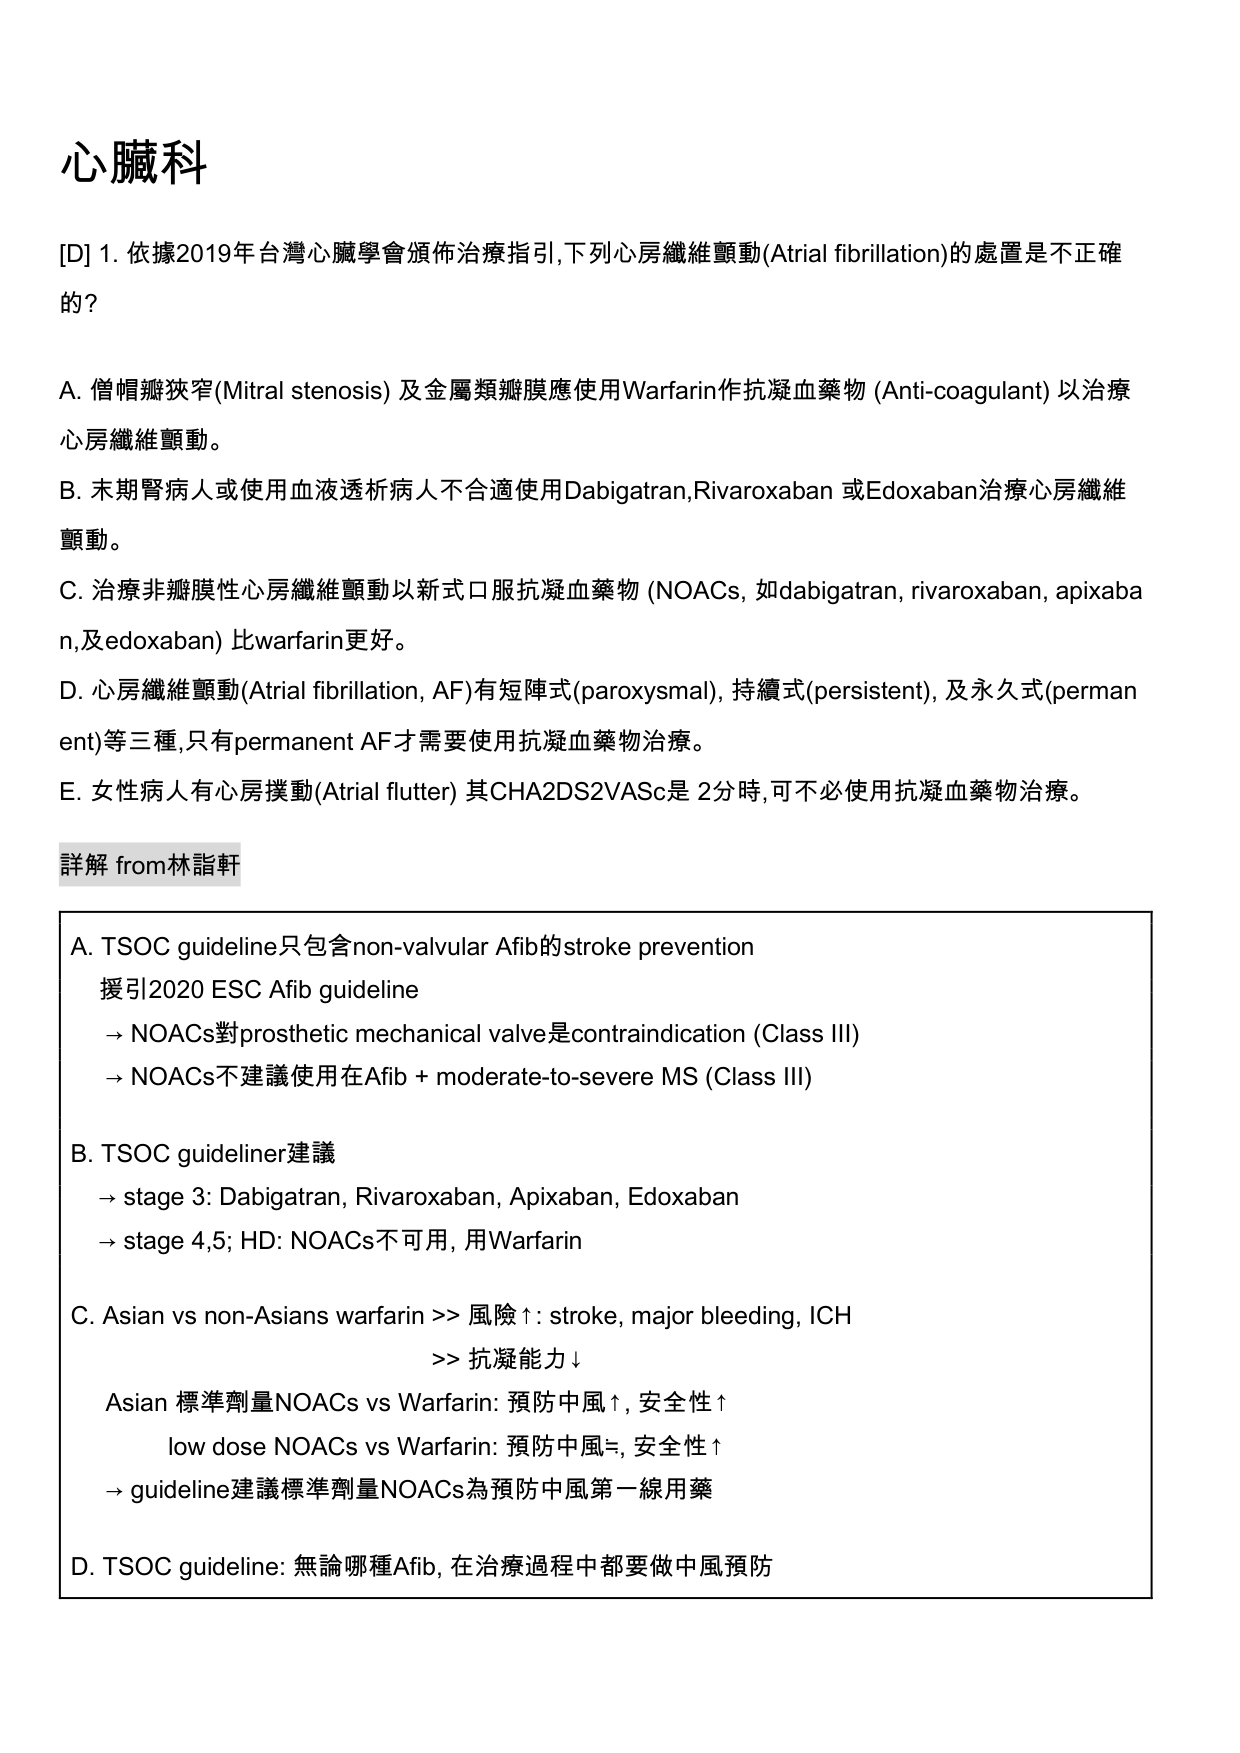 心臟科
[D] 1. 依據2019年台灣心臟學會頒佈治療指引,下列心房纖維顫動(Atrial fibrillation)的處置是不正確
的?
A. 僧帽瓣狹窄(Mitral stenosis) 及金屬類瓣膜應使用Warfarin作抗凝血藥物 (Anti-coagulant) 以治療
心房纖維顫動。
B. 末期腎病人或使用血液透析病人不合適使用Dabigatran,Rivaroxaban 或Edoxaban治療心房纖維
顫動。
C. 治療非瓣膜性心房纖維顫動以新式口服抗凝血藥物 (NOACs, 如dabigatran, rivaroxaban, apixaba
n,及edoxaban) 比warfarin更好。
D. 心房纖維顫動(Atrial fibrillation, AF)有短陣式(paroxysmal), 持續式(persistent), 及永久式(perman
ent)等三種,只有permanent AF才需要使用抗凝血藥物治療。
E. 女性病人有心房撲動(Atrial flutter) 其CHA2DS2VASc是 2分時,可不必使用抗凝血藥物治療。
詳解 from林詣軒
A. TSOC guideline只包含non-valvular Afib的stroke prevention
援引2020 ESC Afib guideline
→ NOACs對prosthetic mechanical valve是contraindication (Class III)
→ NOACs不建議使用在Afib + moderate-to-severe MS (Class III)
B. TSOC guideliner建議
→ stage 3: Dabigatran, Rivaroxaban, Apixaban, Edoxaban
→ stage 4,5; HD: NOACs不可用, 用Warfarin
C. Asian vs non-Asians warfarin >> 風險↑: stroke, major bleeding, ICH
>> 抗凝能力↓
Asian 標準劑量NOACs vs Warfarin: 預防中風↑, 安全性↑
low dose NOACs vs Warfarin: 預防中風≒, 安全性↑
→ guideline建議標準劑量NOACs為預防中風第一線用藥
D. TSOC guideline: 無論哪種Afib, 在治療過程中都要做中風預防